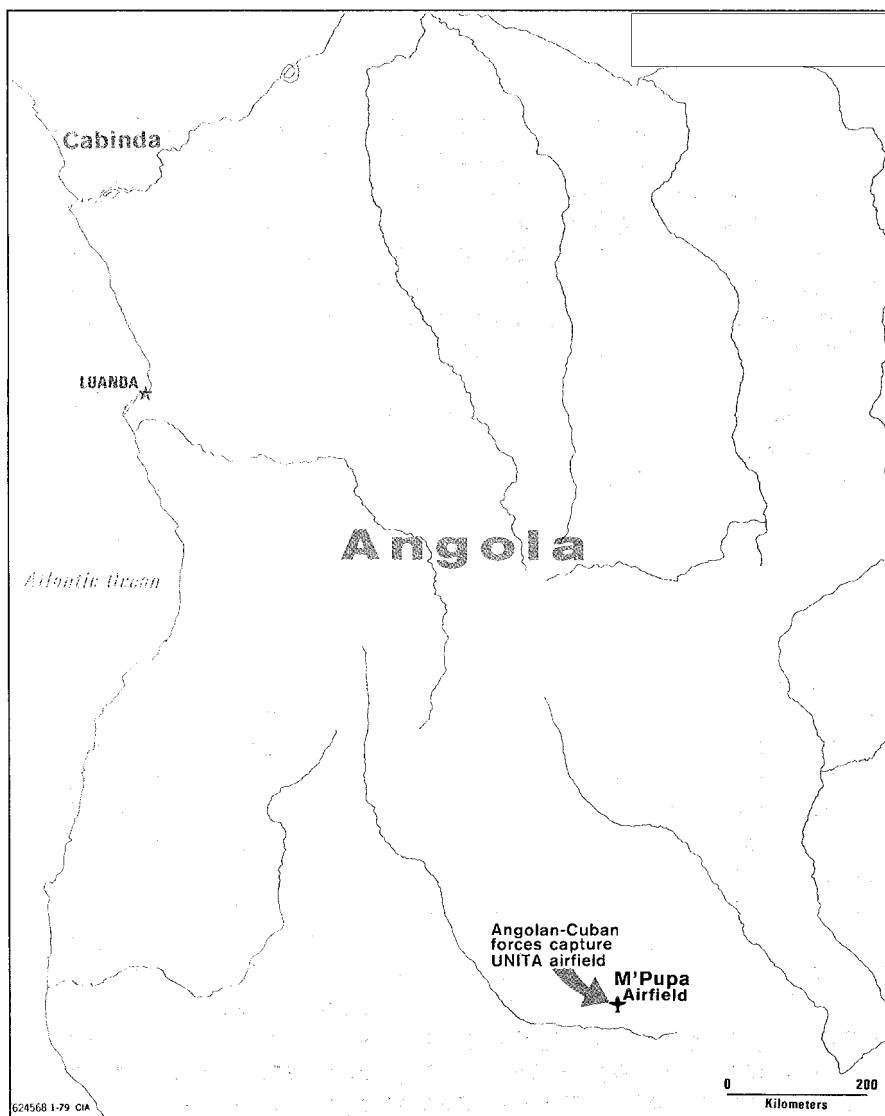 Cabinda
LUANDA
Angola
Atlantic Ocean
Angolan-Cuban
forces capture
UNITA airfield
M'Pupa
Airfield
0 200
Kilometers
624568 1-79 CIA